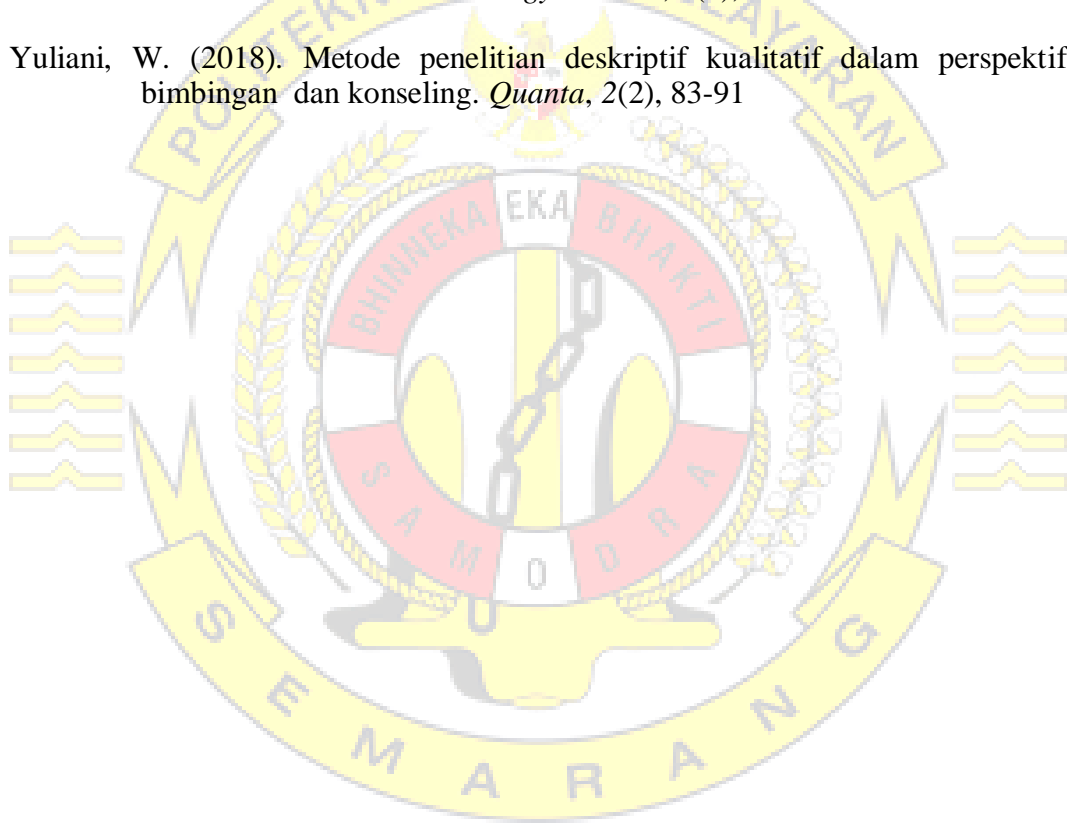 Yuliani, W. (2018). Metode penelitian deskriptif kualitatif dalam perspektif
bimbingan dan konseling. Quanta, 2(2), 83-91
BHINNEKA EKA BHAKTI
SAMODRA
SEMARANG